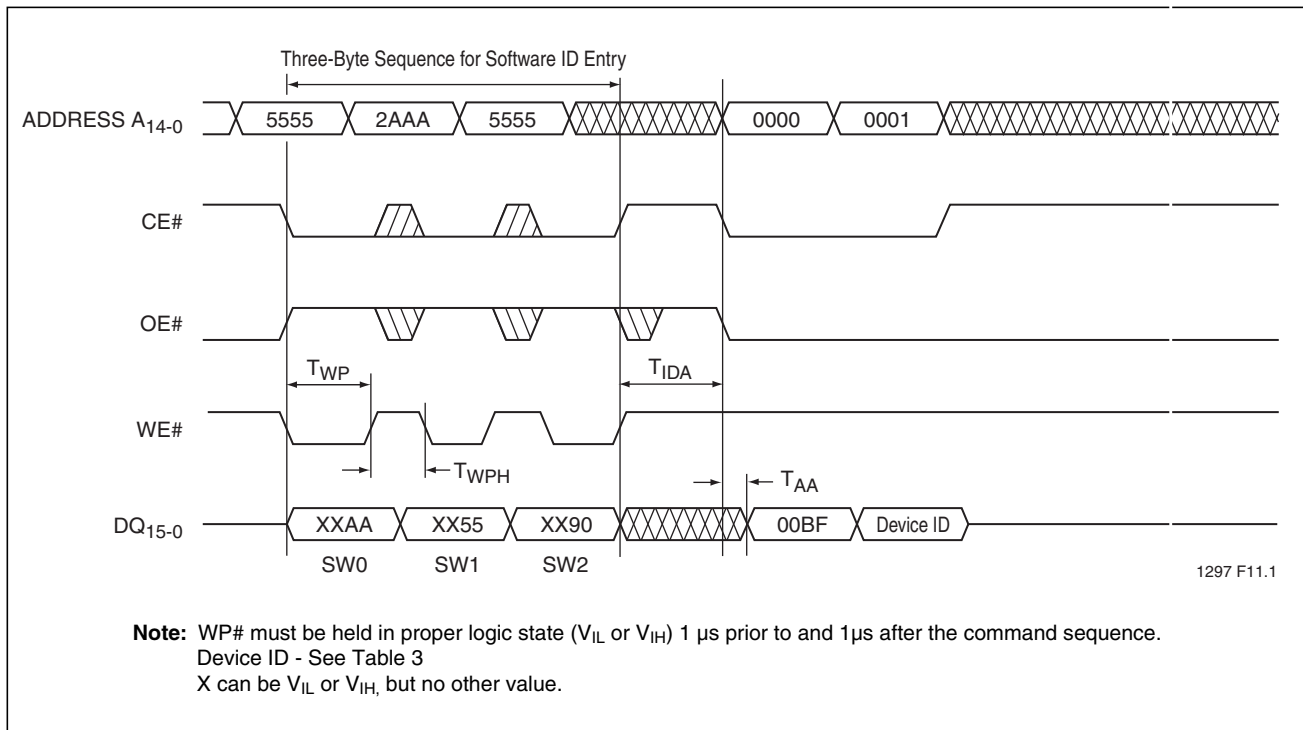 Three-Byte Sequence for Software ID Entry
ADDRESS A14-0 5555 2AAA 5555 0000 0001
CE#
OE#
TWP TIDA
WE#
TWPH TAA
DQ15-0 XXAA XX55 XX90 00BF Device ID
SW0 SW1 SW2
1297 F11.1
Note: WP# must be held in proper logic state (VIL or VIH) 1 µs prior to and 1µs after the command sequence.
Device ID - See Table 3
X can be VIL or VIH, but no other value.